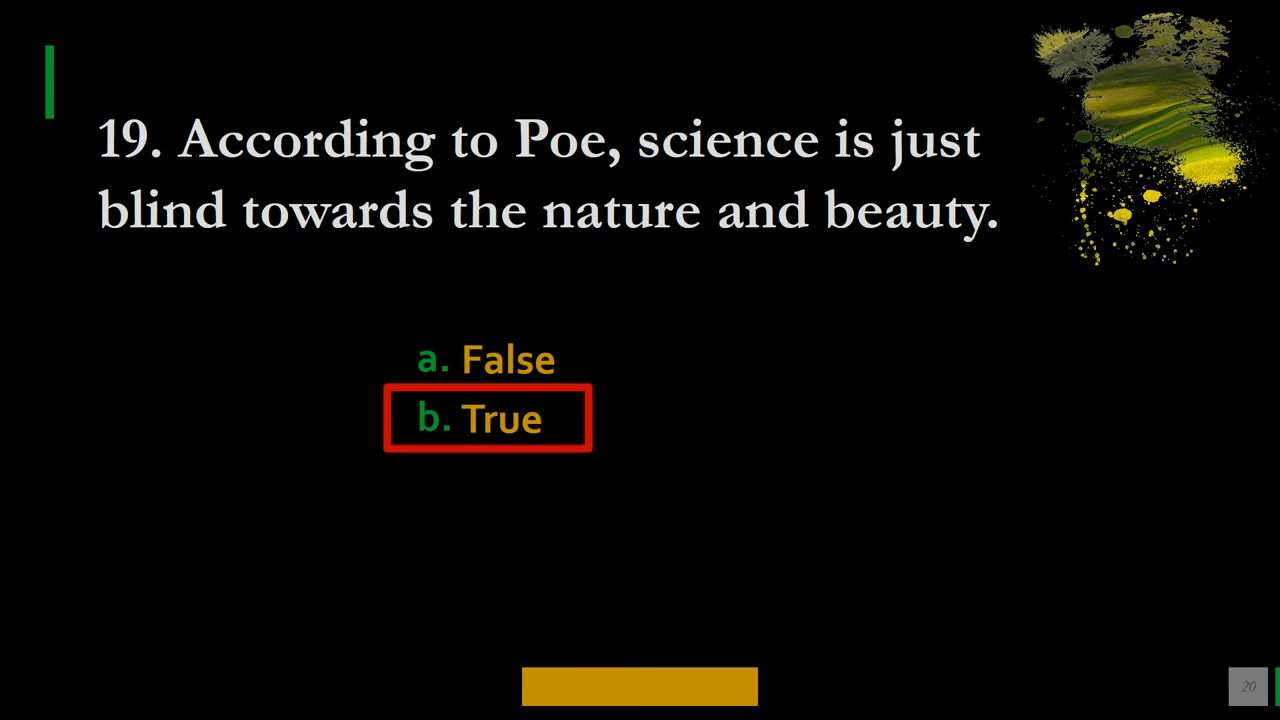 19. According to Poe, science is just
blind towards the nature and beauty.
a. False
b. True
20